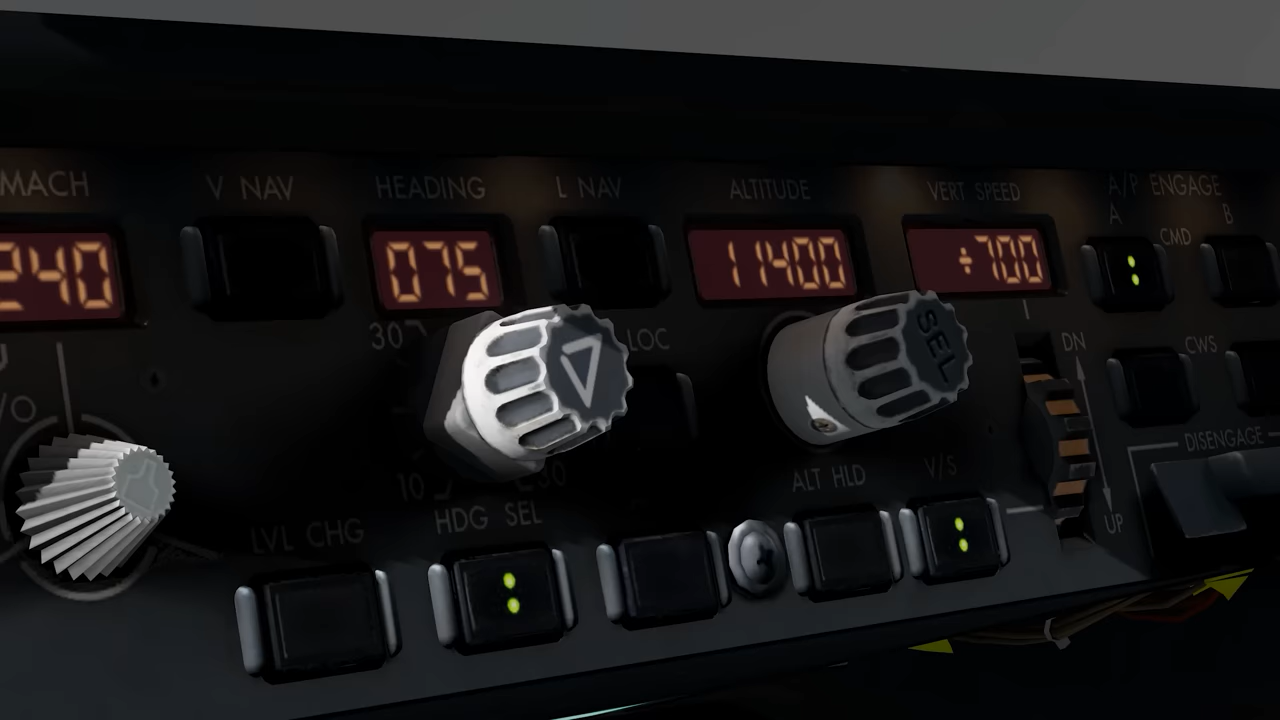 MACH
V NAV
HEADING
L NAV
ALTITUDE
VERT SPEED
A/P ENGAGE
A
B
CMD
240
075
11400
+700
30
LOC
SEL
DN
CWS
DISENGAGE
10
30
ALT HLD
V/S
UP
LVL CHG
HDG SEL